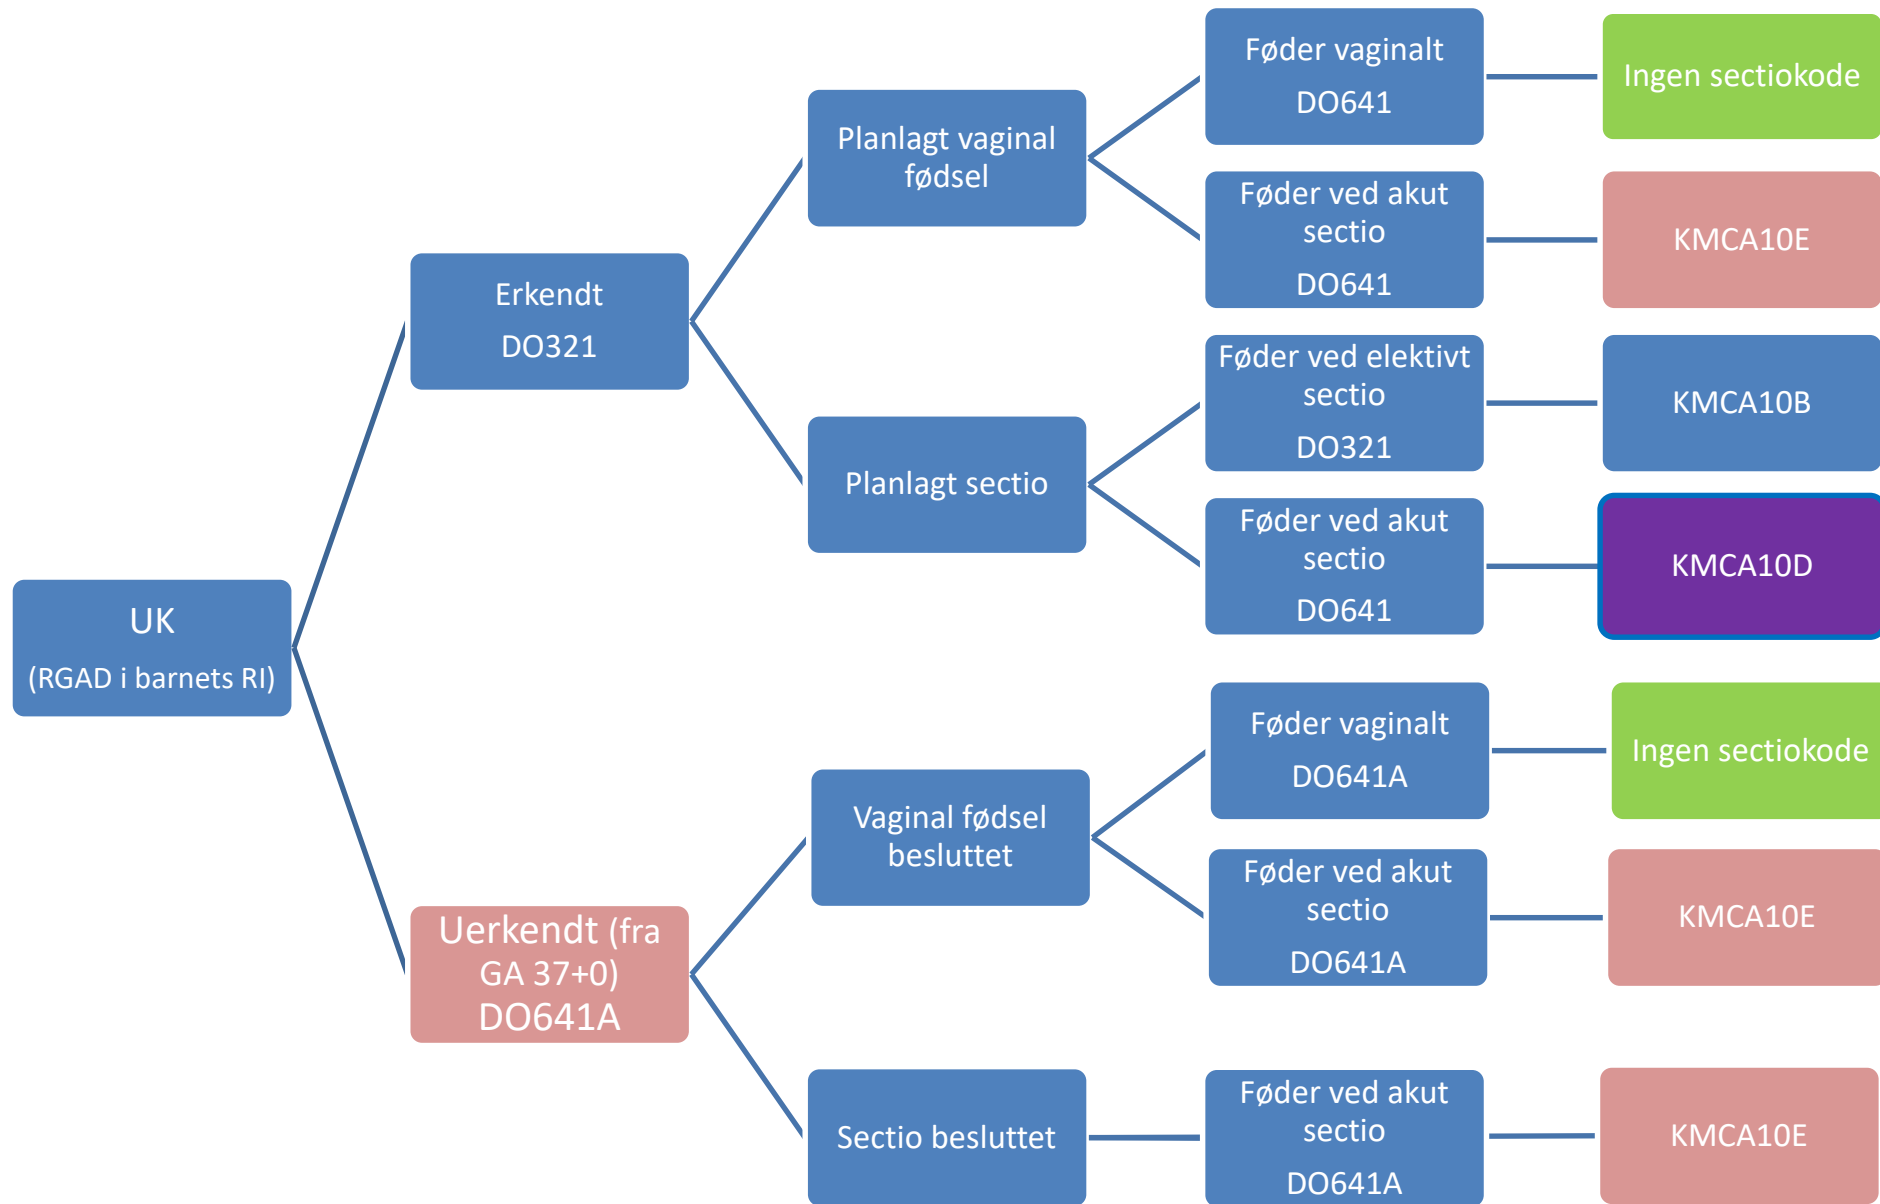 UK
(RGAD i barnets RI)
Erkendt
DO321
Planlagt vaginal
fødsel
Føder vaginalt
DO641
Ingen sectiokode
Føder ved akut
sectio
DO641
KMCA10E
Planlagt sectio
Føder ved elektivt
sectio
DO321
KMCA10B
Føder ved akut
sectio
DO641
KMCA10D
Uerkendt (fra
GA 37+0)
DO641A
Vaginal fødsel
besluttet
Føder vaginalt
DO641A
Ingen sectiokode
Føder ved akut
sectio
DO641A
KMCA10E
Sectio besluttet
Føder ved akut
sectio
DO641A
KMCA10E